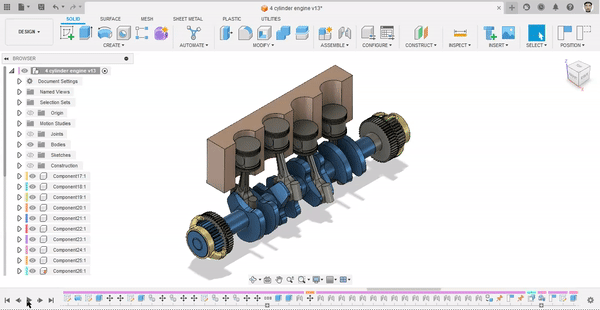 4 cylinder engine v13*
DESIGN
SOLID SURFACE MESH SHEET METAL PLASTIC UTILITIES
CREATE AUTOMATE MODIFY ASSEMBLE CONFIGURE CONSTRUCT INSPECT INSERT SELECT POSITION
BROWSER
4 cylinder engine v13
Document Settings
Named Views
Selection Sets
Origin
Motion Studies
Joints
Bodies
Sketches
Construction
Component17:1
Component18:1
Component19:1
Component20:1
Component21:1
Component22:1
Component23:1
Component24:1
Component25:1
Component26:1